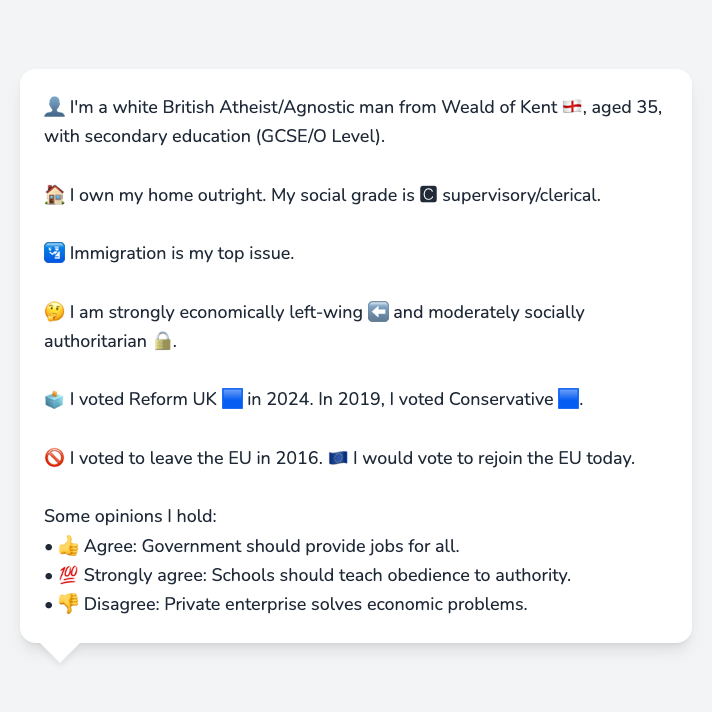 👤 I'm a white British Atheist/Agnostic man from Weald of Kent 🏴󠁧󠁢󠁥󠁮󠁧󠁿, aged 35,
with secondary education (GCSE/O Level).
🏠 I own my home outright. My social grade is 🅲 supervisory/clerical.
🛂 Immigration is my top issue.
🤔 I am strongly economically left-wing ⬅️ and moderately socially
authoritarian 🔒.
🗳️ I voted Reform UK 🟦 in 2024. In 2019, I voted Conservative 🟦.
🚫 I voted to leave the EU in 2016. 🇪🇺 I would vote to rejoin the EU today.
Some opinions I hold:
• 👍 Agree: Government should provide jobs for all.
• 💯 Strongly agree: Schools should teach obedience to authority.
• 👎 Disagree: Private enterprise solves economic problems.